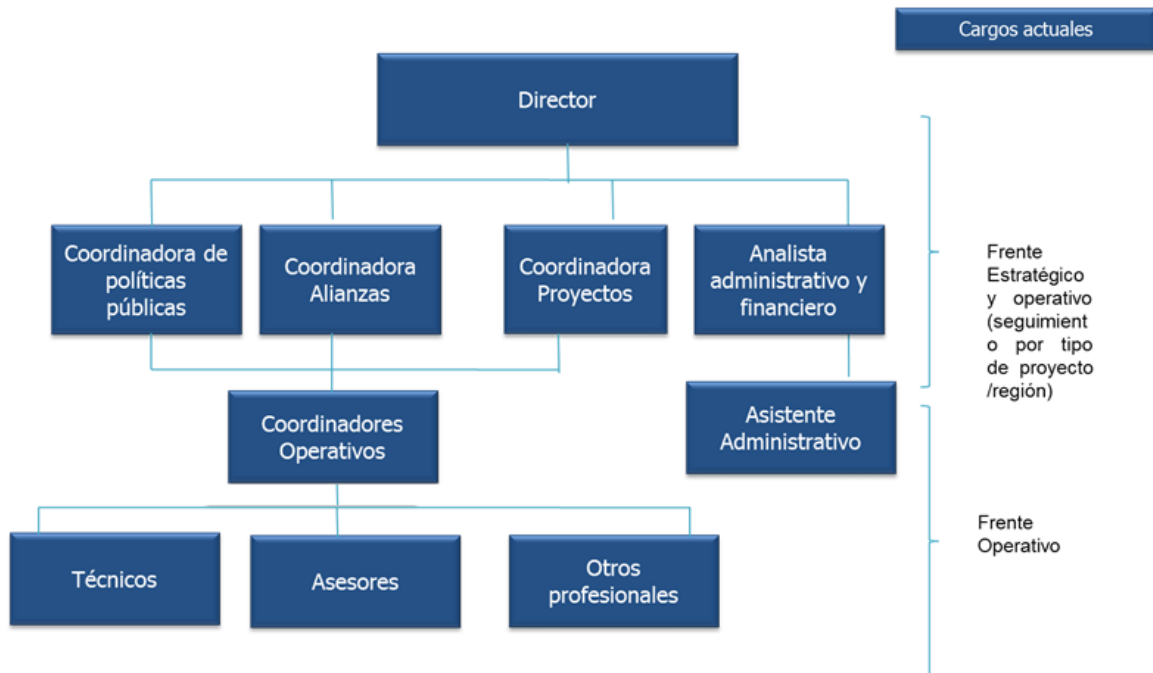 Cargos actuales
Director
Coordinadora de
políticas
públicas
Coordinadora
Alianzas
Coordinadora
Proyectos
Analista
administrativo y
financiero
Frente
Estratégico
y operativo
(seguimient
o por tipo
de proyecto
/región)
Coordinadores
Operativos
Asistente
Administrativo
Frente
Operativo
Técnicos
Asesores
Otros
profesionales